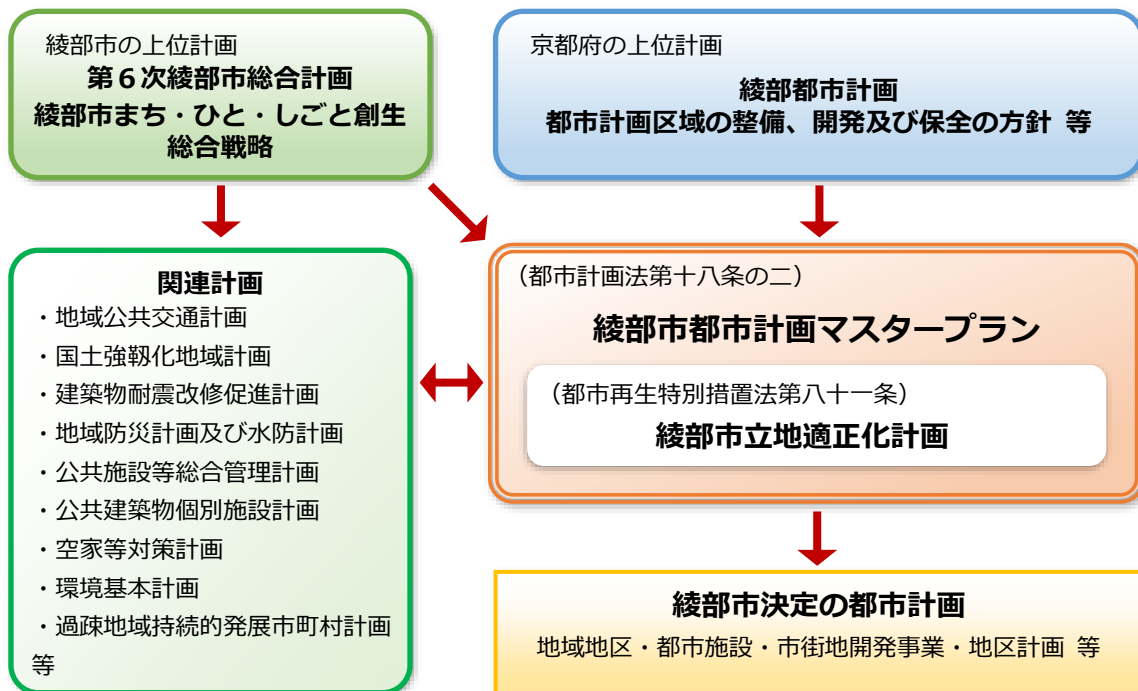 綾部市の上位計画
第6次綾部市総合計画
綾部市まち・ひと・しごと創生
総合戦略
京都府の上位計画
綾部都市計画
都市計画区域の整備、開発及び保全の方針 等
関連計画
・地域公共交通計画
・国土強靱化地域計画
・建築物耐震改修促進計画
・地域防災計画及び水防計画
・公共施設等総合管理計画
・公共建築物個別施設計画
・空家等対策計画
・環境基本計画
・過疎地域持続的発展市町村計画
等
（都市計画法第十八条の二）
綾部市都市計画マスタープラン
（都市再生特別措置法第八十一条）
綾部市立地適正化計画
綾部市決定の都市計画
地域地区・都市施設・市街地開発事業・地区計画 等